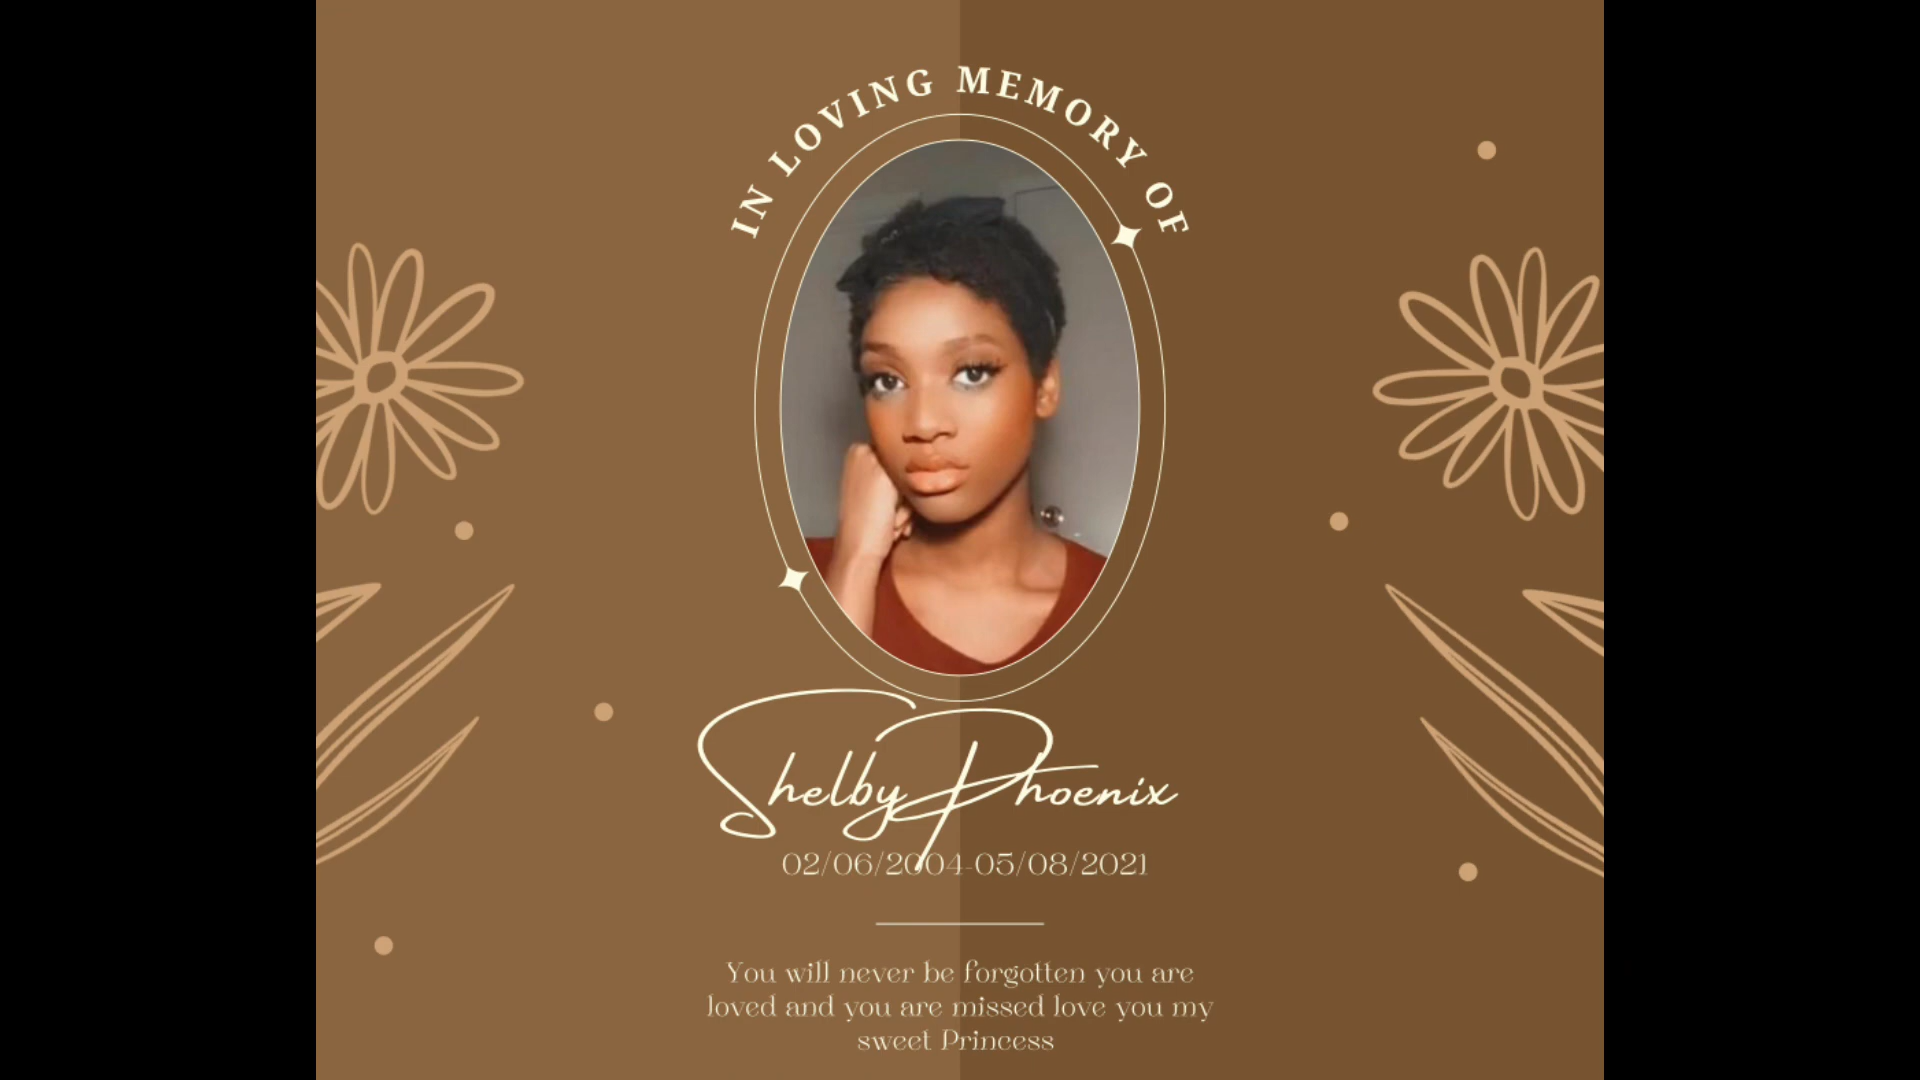 IN LOVING MEMORY OF
Shelby Phoenix
02/06/2004-05/08/2021
You will never be forgotten you are
loved and you are missed love you my
sweet Princess